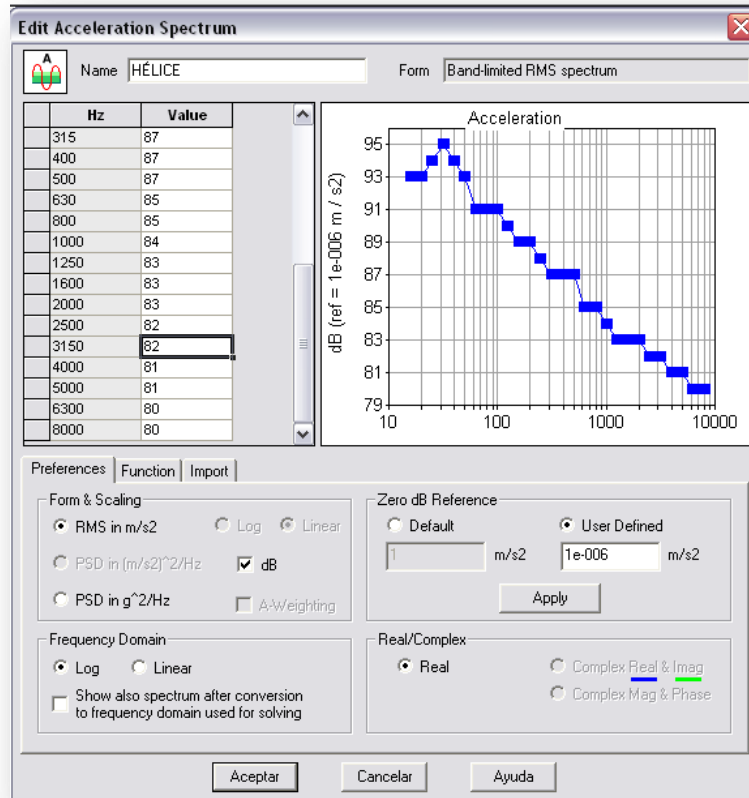 Edit Acceleration Spectrum
A
Name HÉLICE Form Band-limited RMS spectrum
Hz Value
315 87
400 87
500 87
630 85
800 85
1000 84
1250 83
1600 83
2000 83
2500 82
3150 82
4000 81
5000 81
6300 80
8000 80
Acceleration
dB (ref = 1e-006 m / s2)
95
93
91
89
87
85
83
81
79
10 100 1000 10000
Preferences Function Import
Form & Scaling
RMS in m/s2 Log Linear
PSD in (m/s2)^2/Hz dB
PSD in g^2/Hz A-Weighting
Zero dB Reference
Default User Defined
1 m/s2 1e-006 m/s2
Apply
Frequency Domain
Log Linear
Show also spectrum after conversion
to frequency domain used for solving
Real/Complex
Real Complex Real & Imag
Complex Mag & Phase
Aceptar Cancelar Ayuda